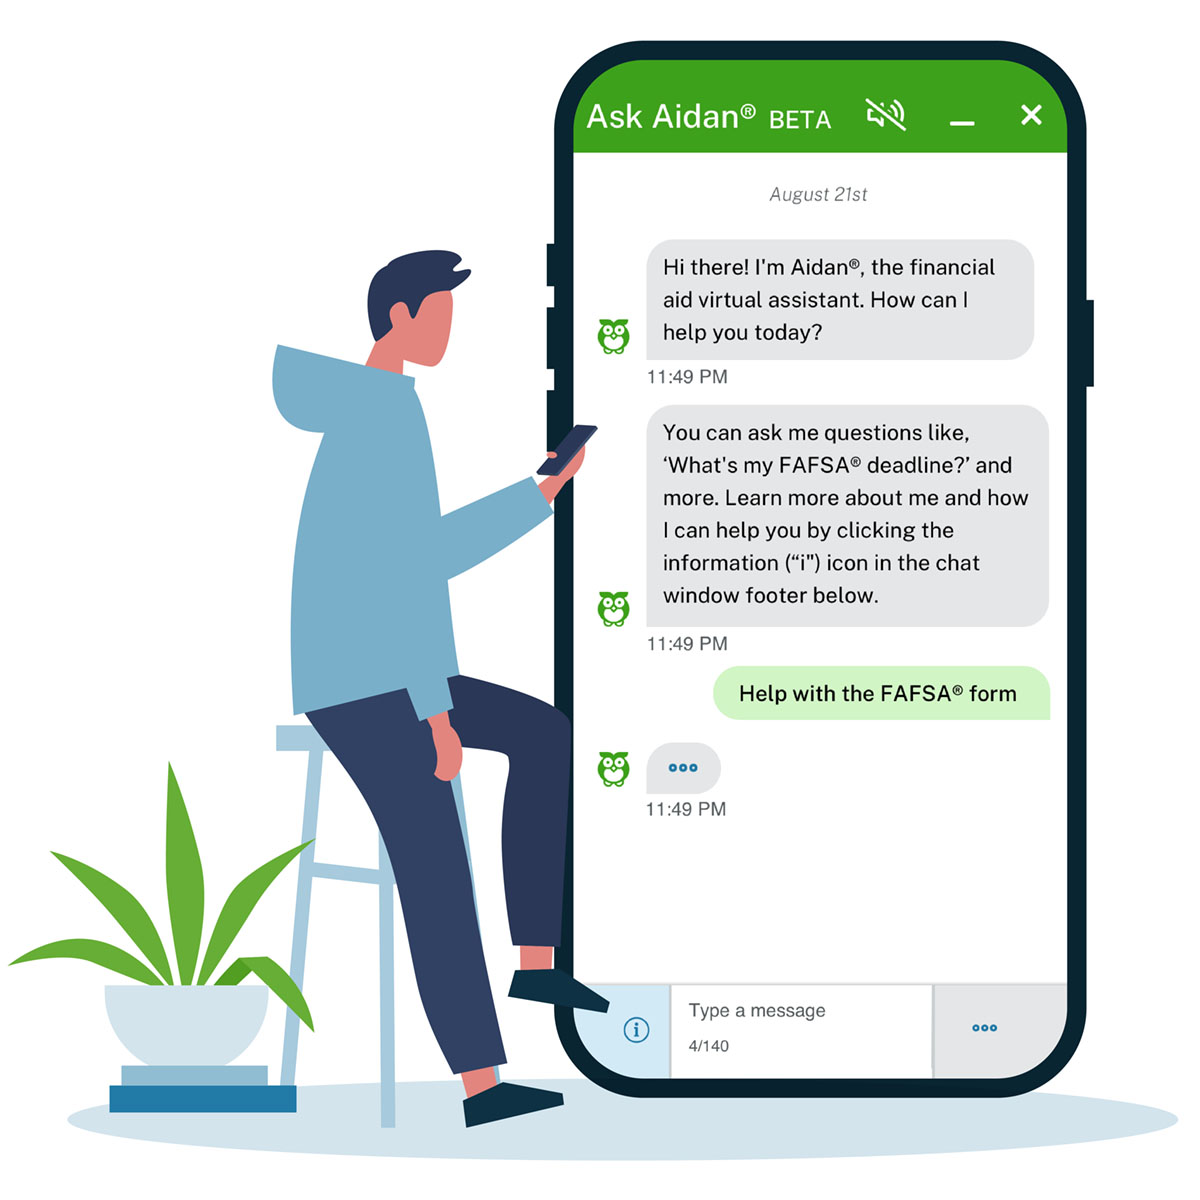 Ask Aidan® BETA
August 21st
Hi there! I'm Aidan®, the financial
aid virtual assistant. How can I
help you today?
11:49 PM
You can ask me questions like,
‘What's my FAFSA® deadline?’ and
more. Learn more about me and how
I can help you by clicking the
information (“i") icon in the chat
window footer below.
11:49 PM
Help with the FAFSA® form
11:49 PM
i
Type a message
4/140